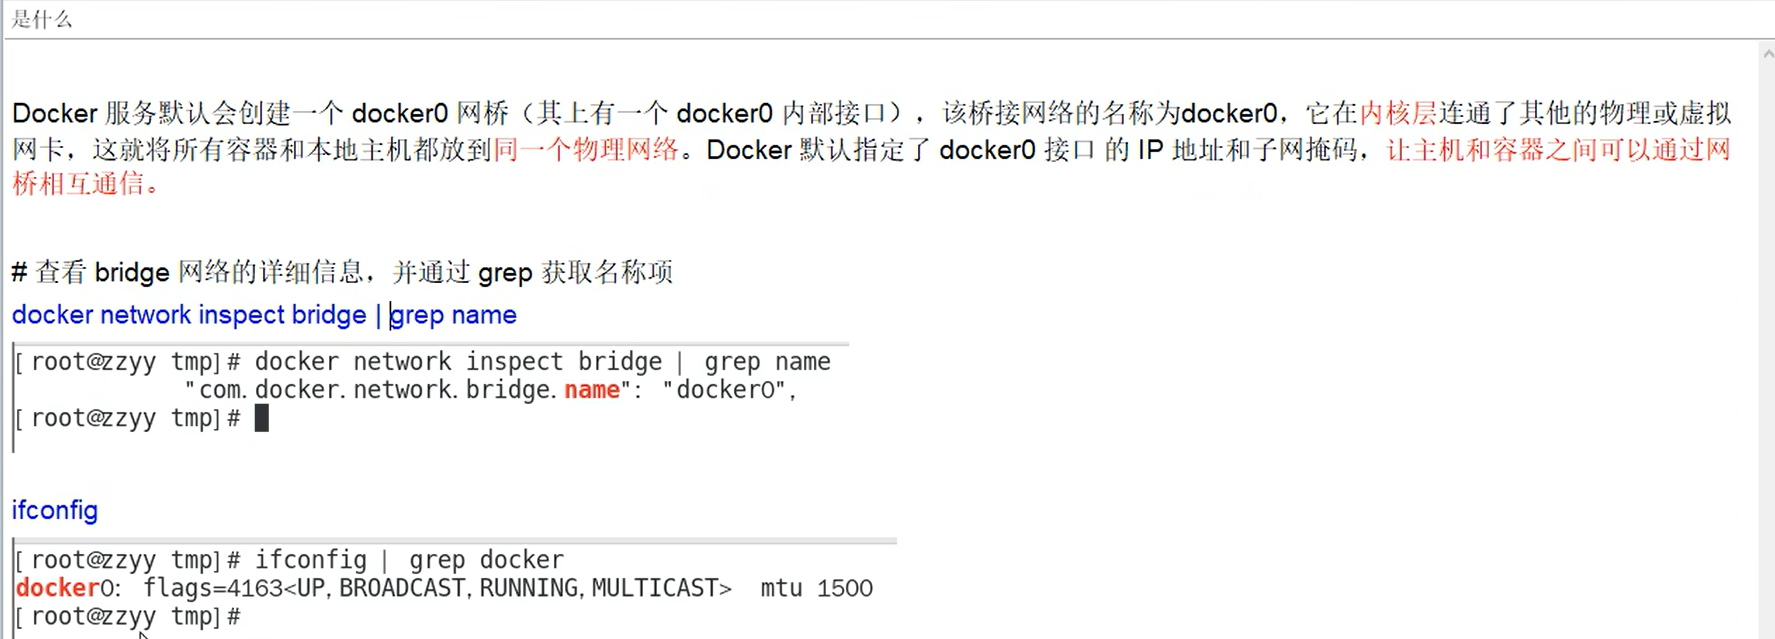 是什么
Docker 服务默认会创建一个 docker0 网桥（其上有一个 docker0 内部接口），该桥接网络的名称为docker0，它在内核层连通了其他的物理或虚拟
网卡，这就将所有容器和本地主机都放到同一个物理网络。Docker 默认指定了 docker0 接口 的 IP 地址和子网掩码，让主机和容器之间可以通过网
桥相互通信。
# 查看 bridge 网络的详细信息，并通过 grep 获取名称项
docker network inspect bridge | grep name
[root@zzyy tmp]# docker network inspect bridge | grep name
"com.docker.network.bridge.name": "docker0",
[root@zzyy tmp]#
ifconfig
[root@zzyy tmp]# ifconfig | grep docker
docker0: flags=4163<UP,BROADCAST,RUNNING,MULTICAST>  mtu 1500
[root@zzyy tmp]#